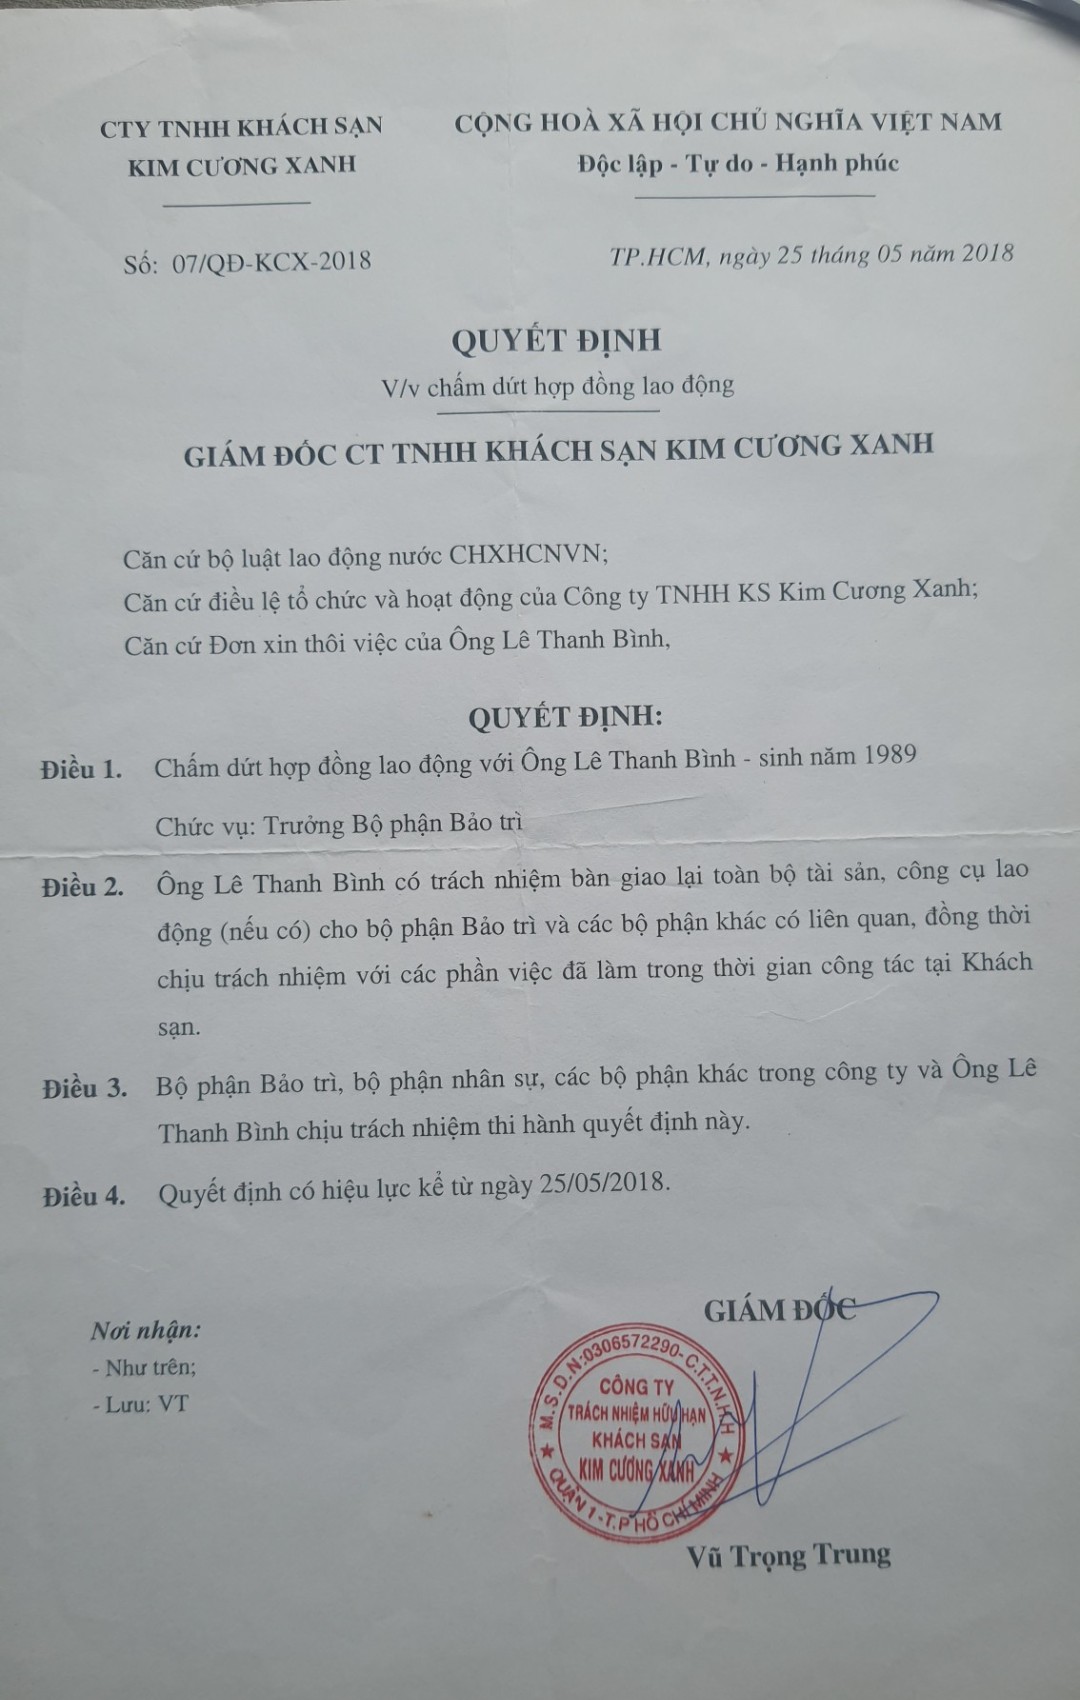 CTY TNHH KHÁCH SẠN
KIM CƯƠNG XANH
CỘNG HOÀ XÃ HỘI CHỦ NGHĨA VIỆT NAM
Độc lập - Tự do - Hạnh phúc
Số: 07/QĐ-KCX-2018
TP.HCM, ngày 25 tháng 05 năm 2018
QUYẾT ĐỊNH
V/v chấm dứt hợp đồng lao động
GIÁM ĐỐC CT TNHH KHÁCH SẠN KIM CƯƠNG XANH
Căn cứ bộ luật lao động nước CHXHCNVN;
Căn cứ điều lệ tổ chức và hoạt động của Công ty TNHH KS Kim Cương Xanh;
Căn cứ Đơn xin thôi việc của Ông Lê Thanh Bình,
QUYẾT ĐỊNH:
Điều 1. Chấm dứt hợp đồng lao động với Ông Lê Thanh Bình - sinh năm 1989
Chức vụ: Trưởng Bộ phận Bảo trì
Điều 2. Ông Lê Thanh Bình có trách nhiệm bàn giao lại toàn bộ tài sản, công cụ lao
động (nếu có) cho bộ phận Bảo trì và các bộ phận khác có liên quan, đồng thời
chịu trách nhiệm với các phần việc đã làm trong thời gian công tác tại Khách
sạn.
Điều 3. Bộ phận Bảo trì, bộ phận nhân sự, các bộ phận khác trong công ty và Ông Lê
Thanh Bình chịu trách nhiệm thi hành quyết định này.
Điều 4. Quyết định có hiệu lực kể từ ngày 25/05/2018.
Nơi nhận:
- Như trên;
- Lưu: VT
GIÁM ĐỐC
M.S.D.N:0306572290-C.T.T.N.H.H
CÔNG TY
TRÁCH NHIỆM HỮU HẠN
KHÁCH SẠN
KIM CƯƠNG XANH
QUẬN 1-T.P HỒ CHÍ MINH
Vũ Trọng Trung